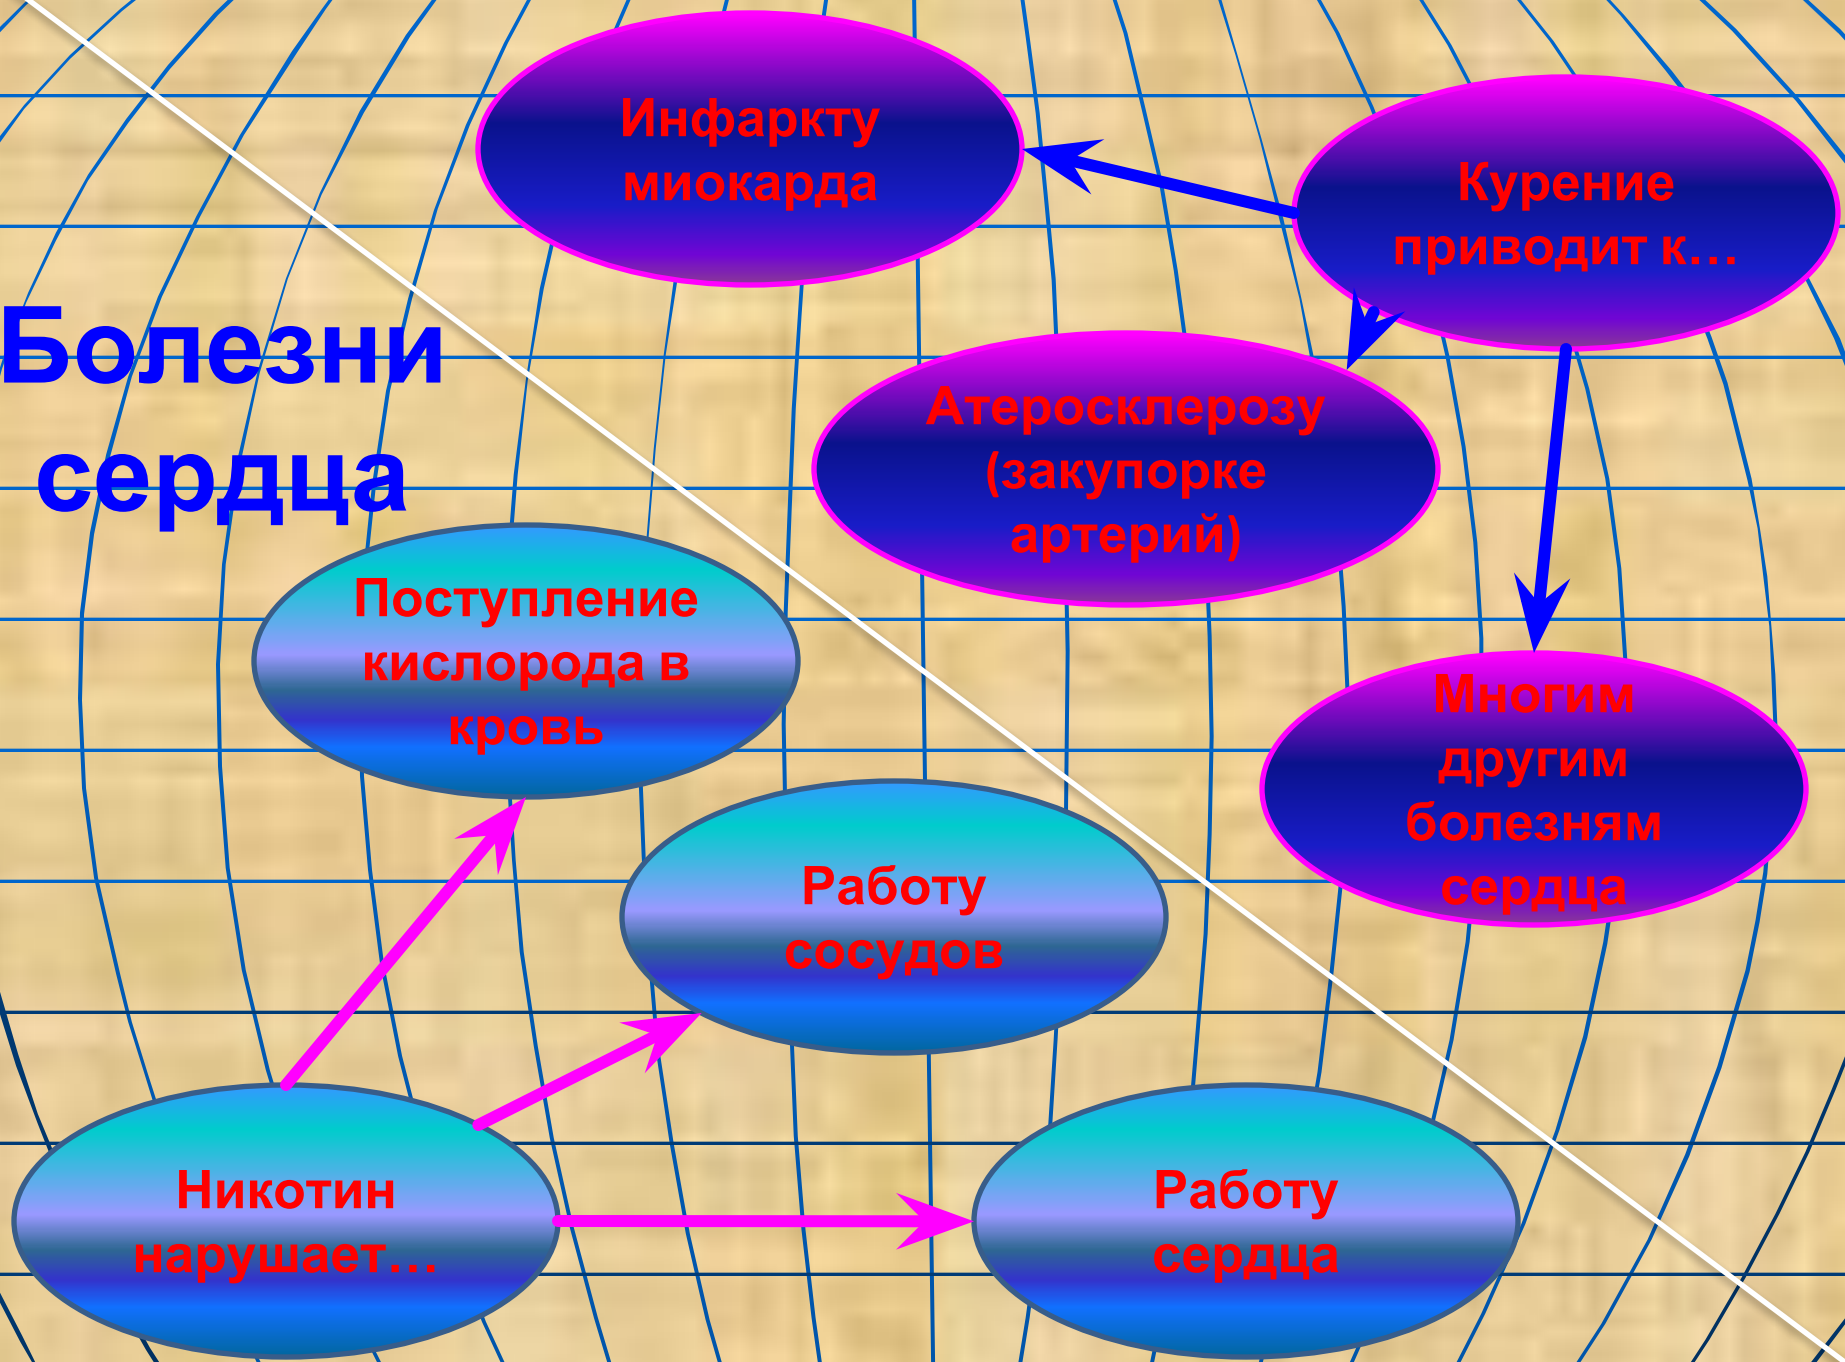 Инфаркту
миокарда
Курение
приводит к...
Болезни
сердца
Атеросклерозу
(закупорке
артерий)
Поступление
кислорода в
кровь
Многим
другим
болезням
сердца
Работу
сосудов
Никотин
нарушает...
Работу
сердца